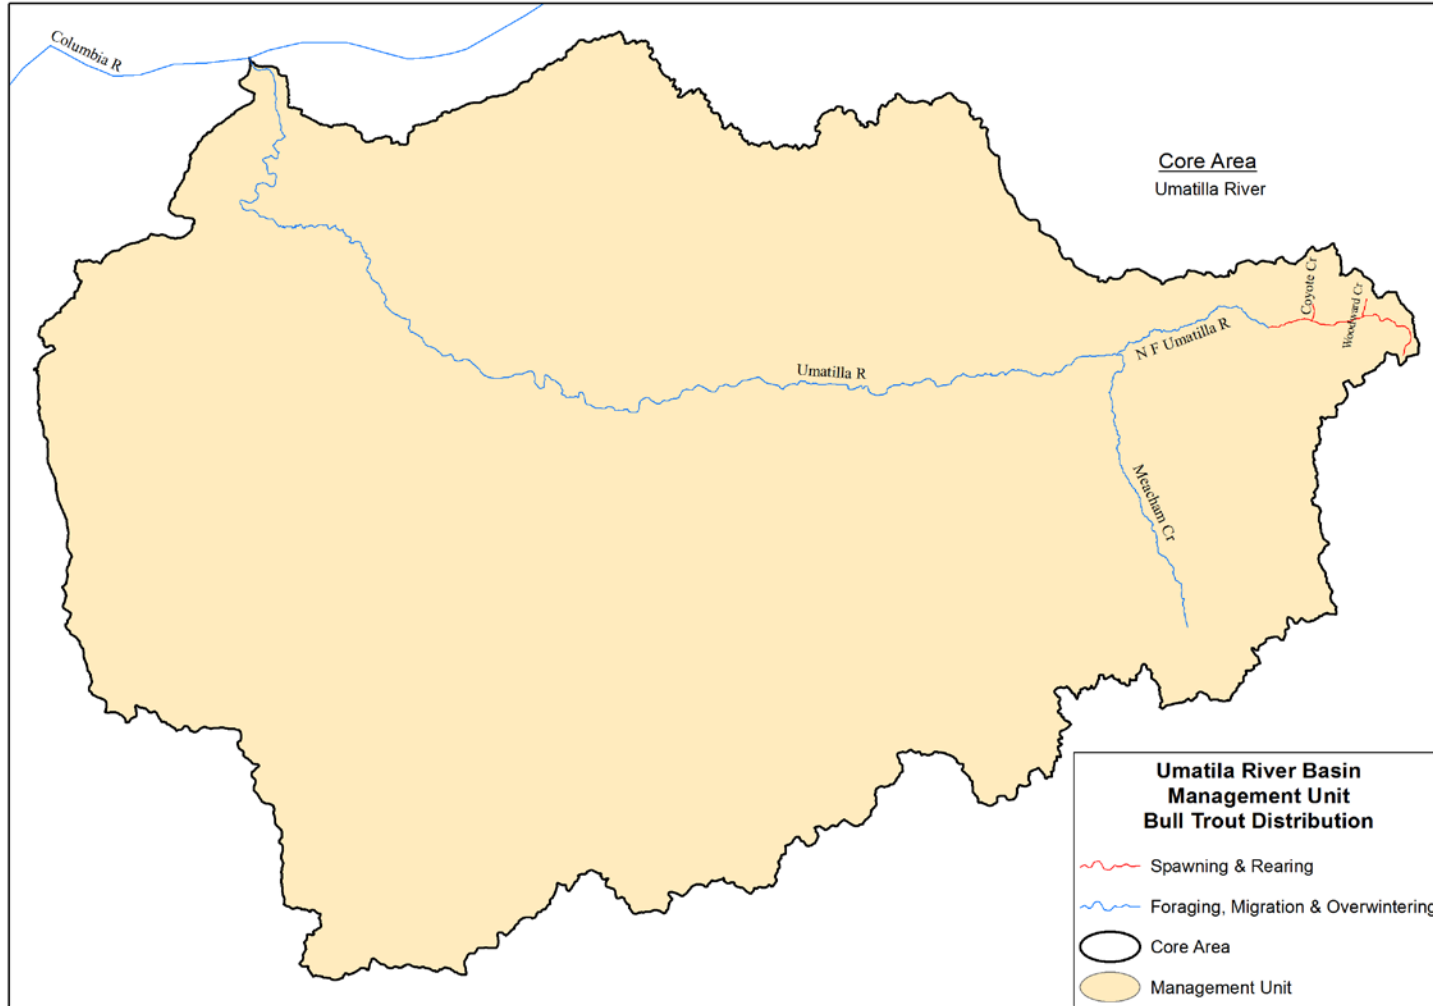 Columbia R
Core Area
Umatilla River
Coyote Cr
Woodward Cr
N F Umatilla R
Umatilla R
Meacham Cr
Umatila River Basin
Management Unit
Bull Trout Distribution
Spawning & Rearing
Foraging, Migration & Overwintering
Core Area
Management Unit